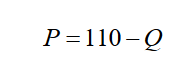 P = 110 – Q